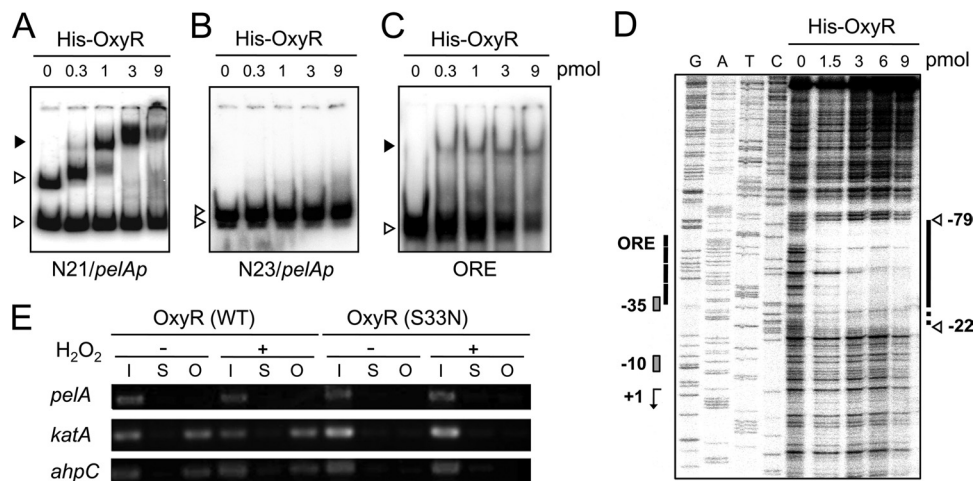 A
His-OxyR
0 0.3 1 3 9 pmol
N21/pelAp
B
His-OxyR
0 0.3 1 3 9
N23/pelAp
C
His-OxyR
0 0.3 1 3 9 pmol
ORE
D
His-OxyR
G A T C 0 1.5 3 6 9 pmol
-79
ORE
-35
-22
-10
+1
E
OxyR (WT) OxyR (S33N)
H2O2 - + - +
I S O I S O I S O I S O
pelA
katA
ahpC